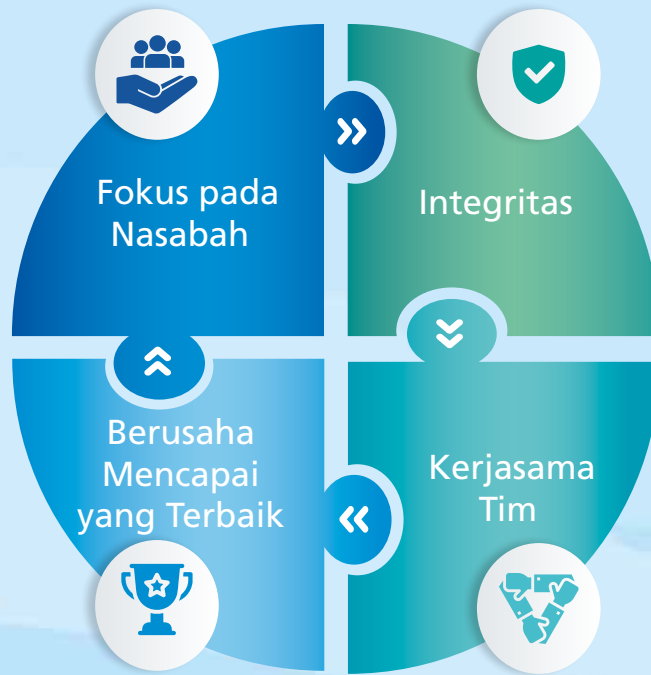 Fokus pada
Nasabah
Integritas
Berusaha
Mencapai
yang Terbaik
Kerjasama
Tim